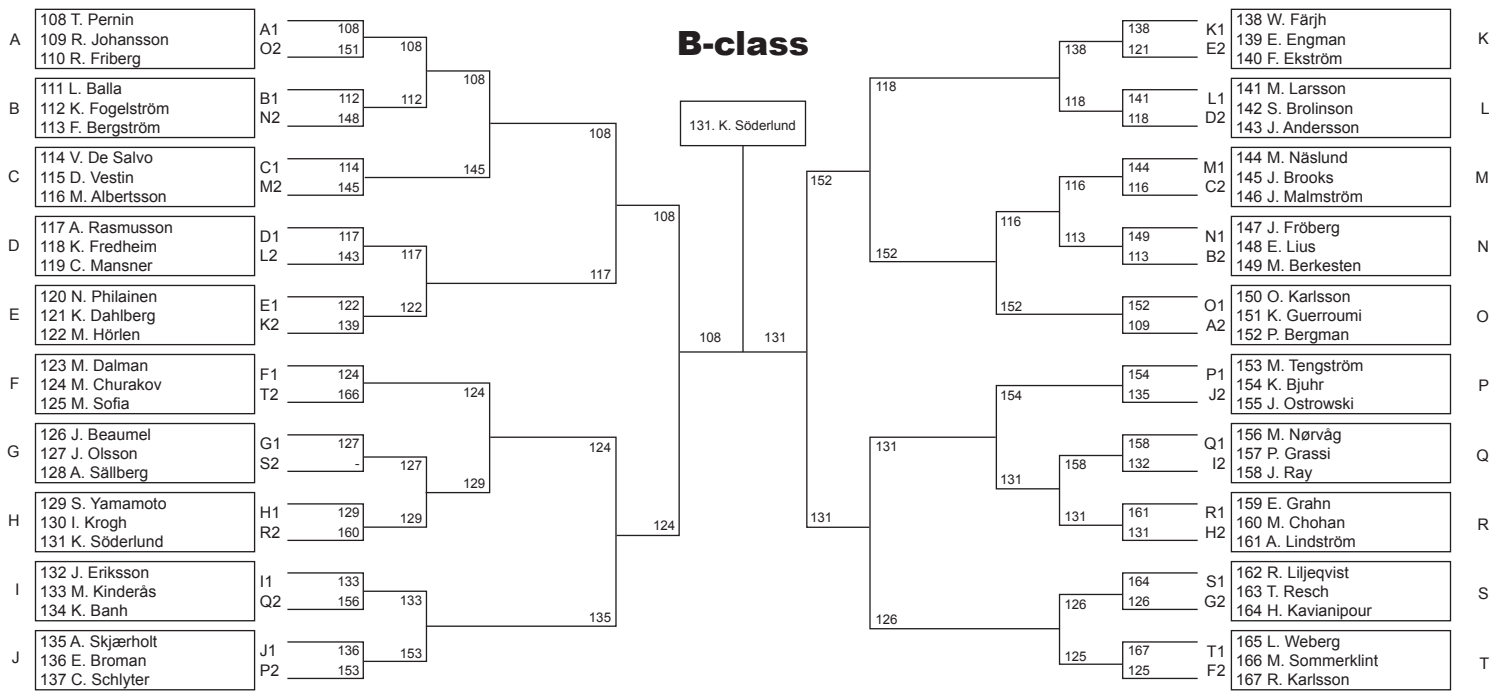 B-class
131. K. Söderlund
A
108 T. Pernin
109 R. Johansson
110 R. Friberg
A1 108
O2 151
B
111 L. Balla
112 K. Fogelström
113 F. Bergström
B1 112
N2 148
C
114 V. De Salvo
115 D. Vestin
116 M. Albertsson
C1 114
M2 145
D
117 A. Rasmusson
118 K. Fredheim
119 C. Mansner
D1 117
L2 143
E
120 N. Philainen
121 K. Dahlberg
122 M. Hörlen
E1 122
K2 139
F
123 M. Dalman
124 M. Churakov
125 M. Sofia
F1 124
T2 166
G
126 J. Beaumel
127 J. Olsson
128 A. Sällberg
G1 127
S2 -
H
129 S. Yamamoto
130 I. Krogh
131 K. Söderlund
H1 129
R2 160
I
132 J. Eriksson
133 M. Kinderås
134 K. Banh
I1 133
Q2 156
J
135 A. Skjærholt
136 E. Broman
137 C. Schlyter
J1 136
P2 153
108
112
117
122
127
129
133
153
108
145
124
129
108
117
124
135
108
124
108
131
152
131
118
152
131
126
116
152
154
131
138
118
116
113
158
131
126
125
138 K1
121 E2
138 W. Färjh
139 E. Engman
140 F. Ekström
K
141 L1
118 D2
141 M. Larsson
142 S. Brolinson
143 J. Andersson
L
144 M1
116 C2
144 M. Näslund
145 J. Brooks
146 J. Malmström
M
149 N1
113 B2
147 J. Fröberg
148 E. Lius
149 M. Berkesten
N
152 O1
109 A2
150 O. Karlsson
151 K. Guerroumi
152 P. Bergman
O
154 P1
135 J2
153 M. Tengström
154 K. Bjuhr
155 J. Ostrowski
P
158 Q1
132 I2
156 M. Nørvåg
157 P. Grassi
158 J. Ray
Q
161 R1
131 H2
159 E. Grahn
160 M. Chohan
161 A. Lindström
R
164 S1
126 G2
162 R. Liljeqvist
163 T. Resch
164 H. Kavianipour
S
167 T1
125 F2
165 L. Weberg
166 M. Sommerklint
167 R. Karlsson
T